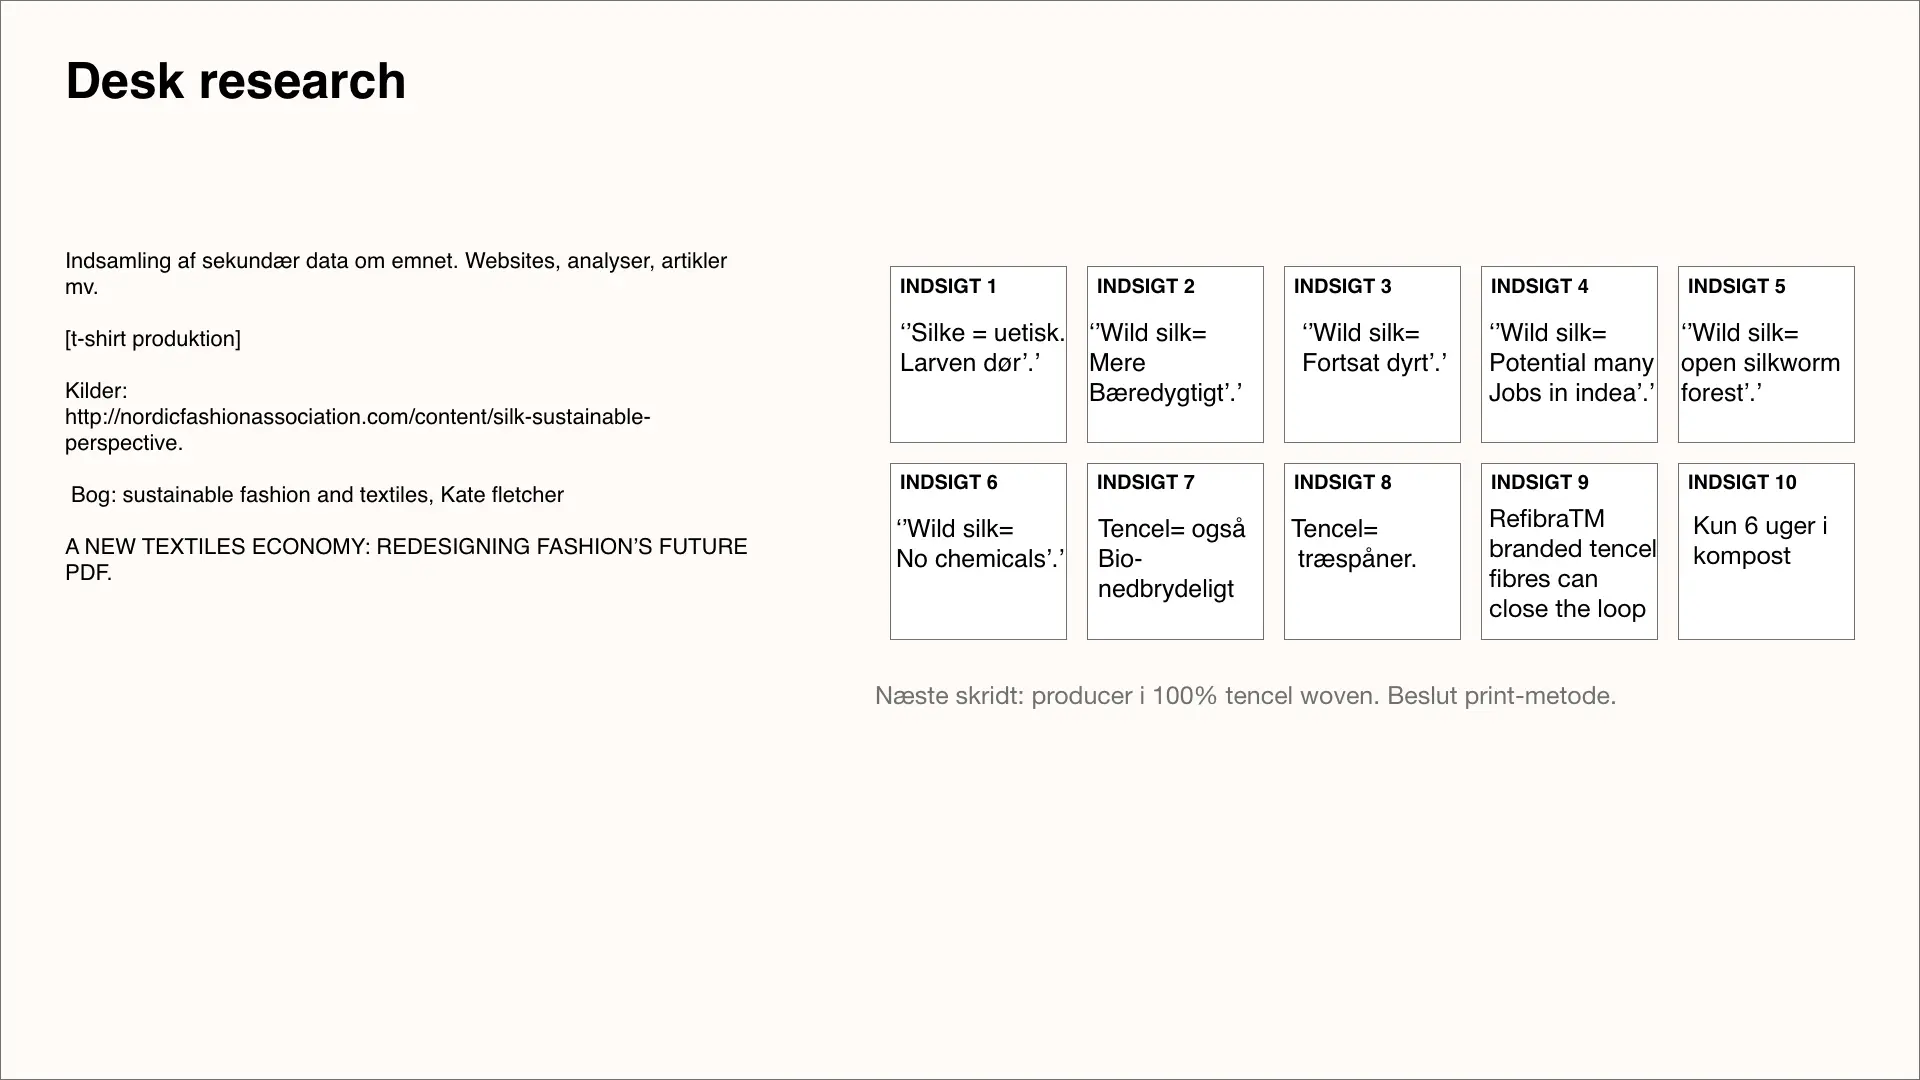 Desk research
Indsamling af sekundær data om emnet. Websites, analyser, artikler
mv.
[t-shirt produktion]
Kilder:
http://nordicfashionassociation.com/content/silk-sustainable-
perspective.
Bog: sustainable fashion and textiles, Kate fletcher
A NEW TEXTILES ECONOMY: REDESIGNING FASHION’S FUTURE
PDF.
INDSIGT 1
‘’Silke = uetisk.
Larven dør’.’
INDSIGT 2
‘’Wild silk=
Mere
Bæredygtigt’.’
INDSIGT 3
‘’Wild silk=
Fortsat dyrt’.’
INDSIGT 4
‘’Wild silk=
Potential many
Jobs in indea’.’
INDSIGT 5
‘’Wild silk=
open silkworm
forest’.’
INDSIGT 6
‘’Wild silk=
No chemicals’.’
INDSIGT 7
Tencel= også
Bio-
nedbrydeligt
INDSIGT 8
Tencel=
træspåner.
INDSIGT 9
RefibraTM
branded tencel
fibres can
close the loop
INDSIGT 10
Kun 6 uger i
kompost
Næste skridt: producer i 100% tencel woven. Beslut print-metode.